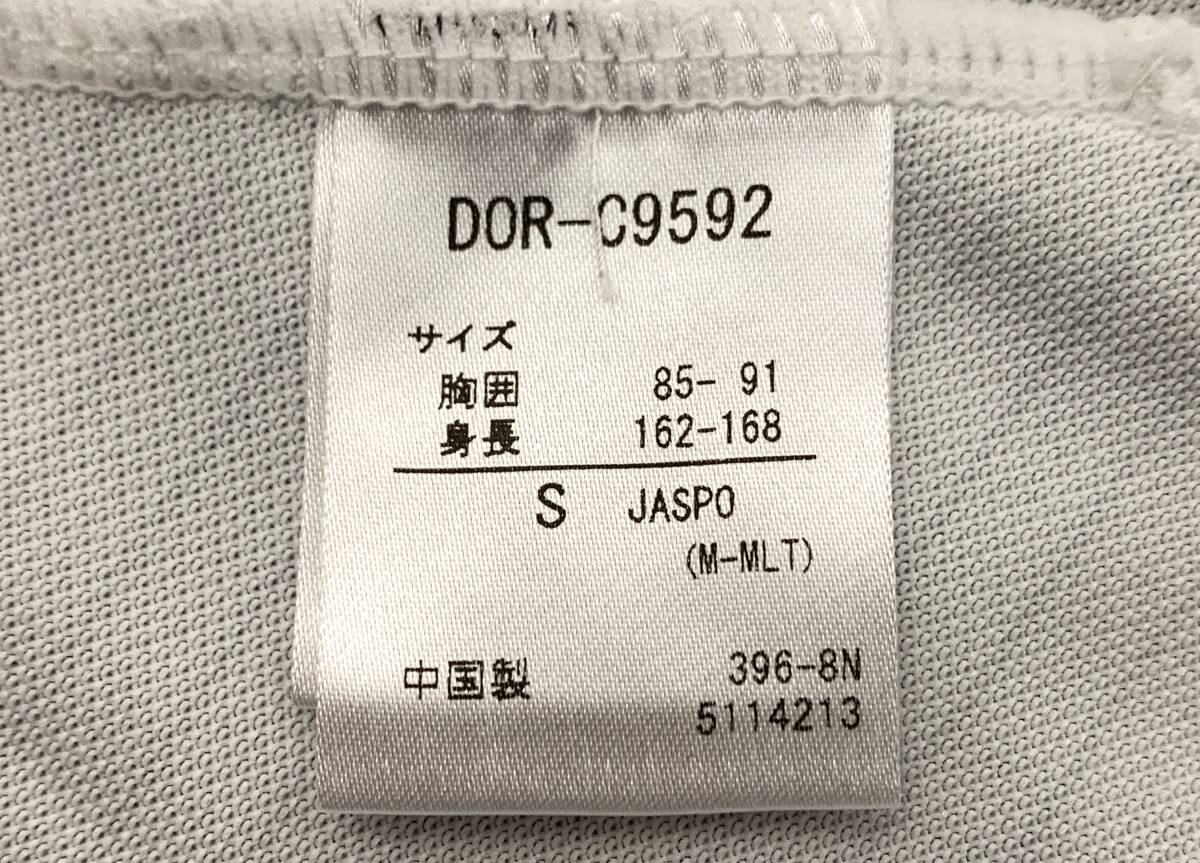 DOR-C9592
サイズ
胸囲 85- 91
身長 162-168
S JASPO
(M-MLT)
中国製 396-8N
5114213